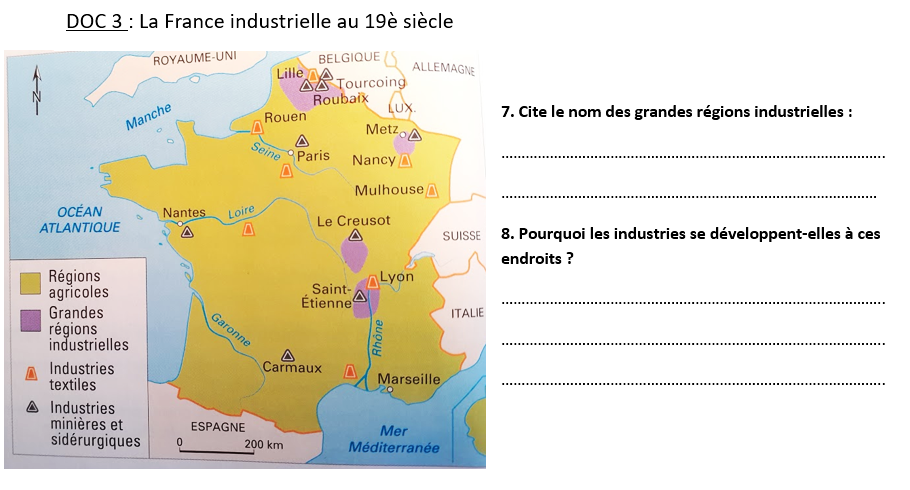 DOC 3 : La France industrielle au 19è siècle
ROYAUME-UNI
BELGIQUE
ALLEMAGNE
Lille
Tourcoing
Roubaix
LUX.
N
Manche
Rouen
Metz
Seine
Paris
Nancy
Mulhouse
OCÉAN
ATLANTIQUE
Nantes
Loire
Le Creusot
SUISSE
Régions
agricoles
Grandes
régions
industrielles
Industries
textiles
Industries
minières et
sidérurgiques
Lyon
Saint-
Étienne
ITALIE
Garonne
Rhône
Carmaux
Marseille
ESPAGNE
0 200 km
Mer
Méditerranée
7. Cite le nom des grandes régions industrielles :
8. Pourquoi les industries se développent-elles à ces
endroits ?